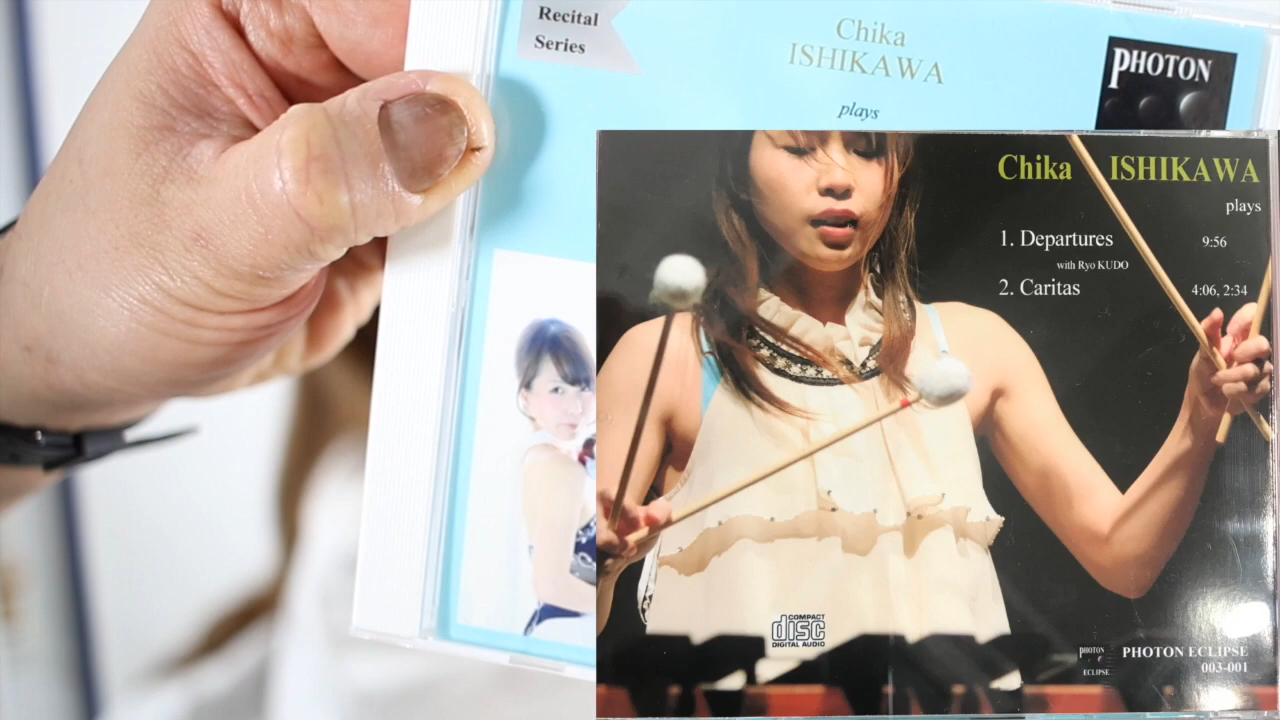 Recital
Series
Chika
ISHIKAWA
plays
PHOTON
Chika ISHIKAWA
plays
1. Departures 9:56
with Ryo KUDO
2. Caritas 4:06, 2:34
COMPACT
disc
DIGITAL AUDIO
PHOTON
ECLIPSE
PHOTON ECLIPSE
003-001